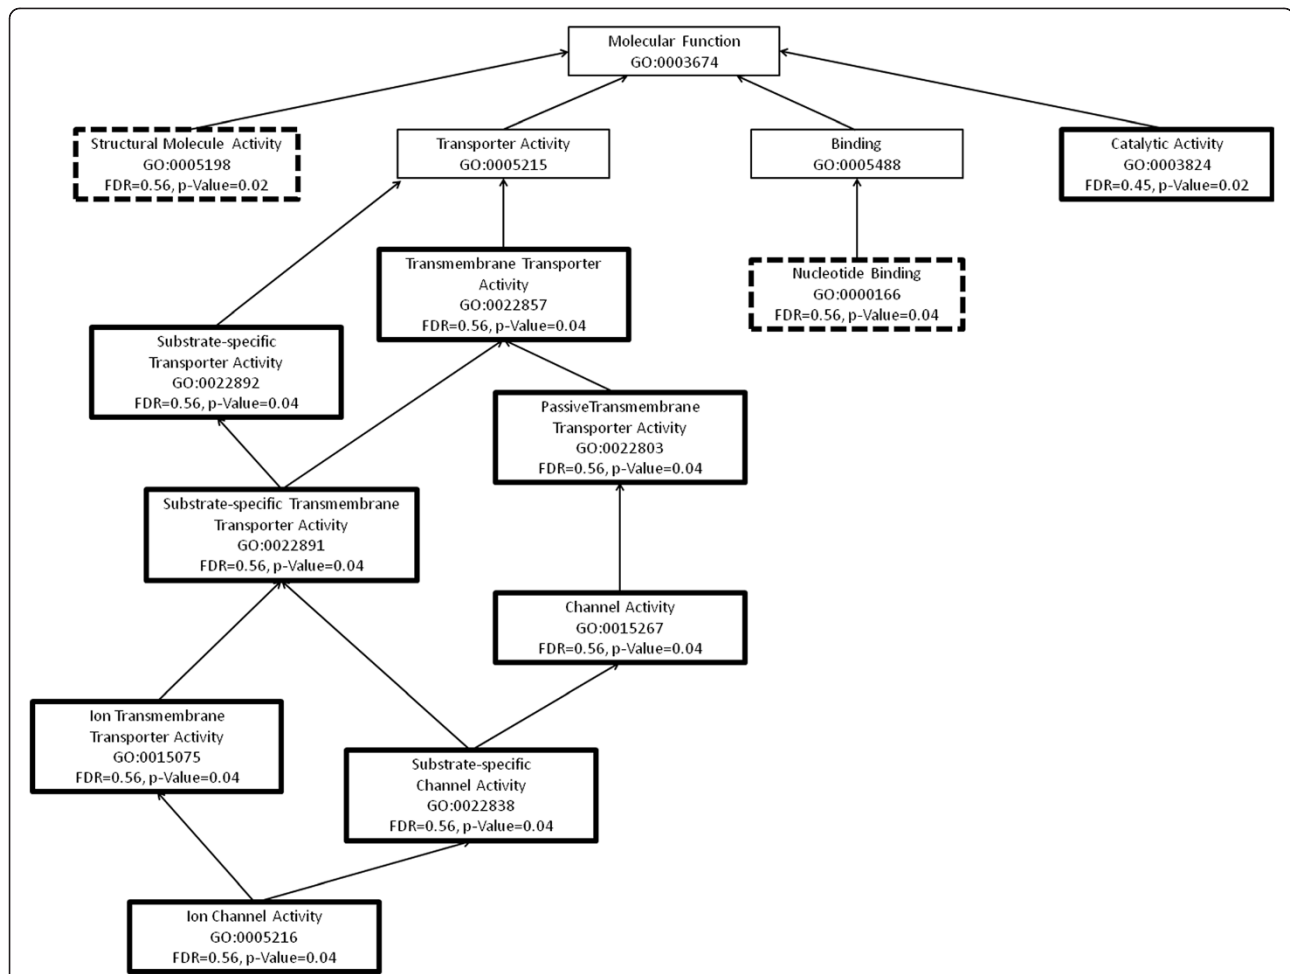 Molecular Function
GO:0003674
Structural Molecule Activity
GO:0005198
FDR=0.56, p-Value=0.02
Transporter Activity
GO:0005215
Binding
GO:0005488
Catalytic Activity
GO:0003824
FDR=0.45, p-Value=0.02
Transmembrane Transporter
Activity
GO:0022857
FDR=0.56, p-Value=0.04
Nucleotide Binding
GO:0000166
FDR=0.56, p-Value=0.04
Substrate-specific
Transporter Activity
GO:0022892
FDR=0.56, p-Value=0.04
PassiveTransmembrane
Transporter Activity
GO:0022803
FDR=0.56, p-Value=0.04
Substrate-specific Transmembrane
Transporter Activity
GO:0022891
FDR=0.56, p-Value=0.04
Channel Activity
GO:0015267
FDR=0.56, p-Value=0.04
Ion Transmembrane
Transporter Activity
GO:0015075
FDR=0.56, p-Value=0.04
Substrate-specific
Channel Activity
GO:0022838
FDR=0.56, p-Value=0.04
Ion Channel Activity
GO:0005216
FDR=0.56, p-Value=0.04